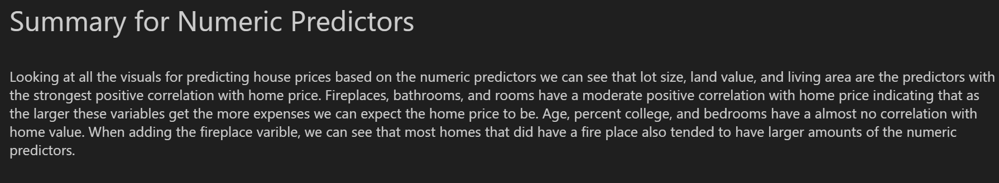 Summary for Numeric Predictors
Looking at all the visuals for predicting house prices based on the numeric predictors we can see that lot size, land value, and living area are the predictors with
the strongest positive correlation with home price. Fireplaces, bathrooms, and rooms have a moderate positive correlation with home price indicating that as
the larger these variables get the more expenses we can expect the home price to be. Age, percent college, and bedrooms have a almost no correlation with
home value. When adding the fireplace varible, we can see that most homes that did have a fire place also tended to have larger amounts of the numeric
predictors.